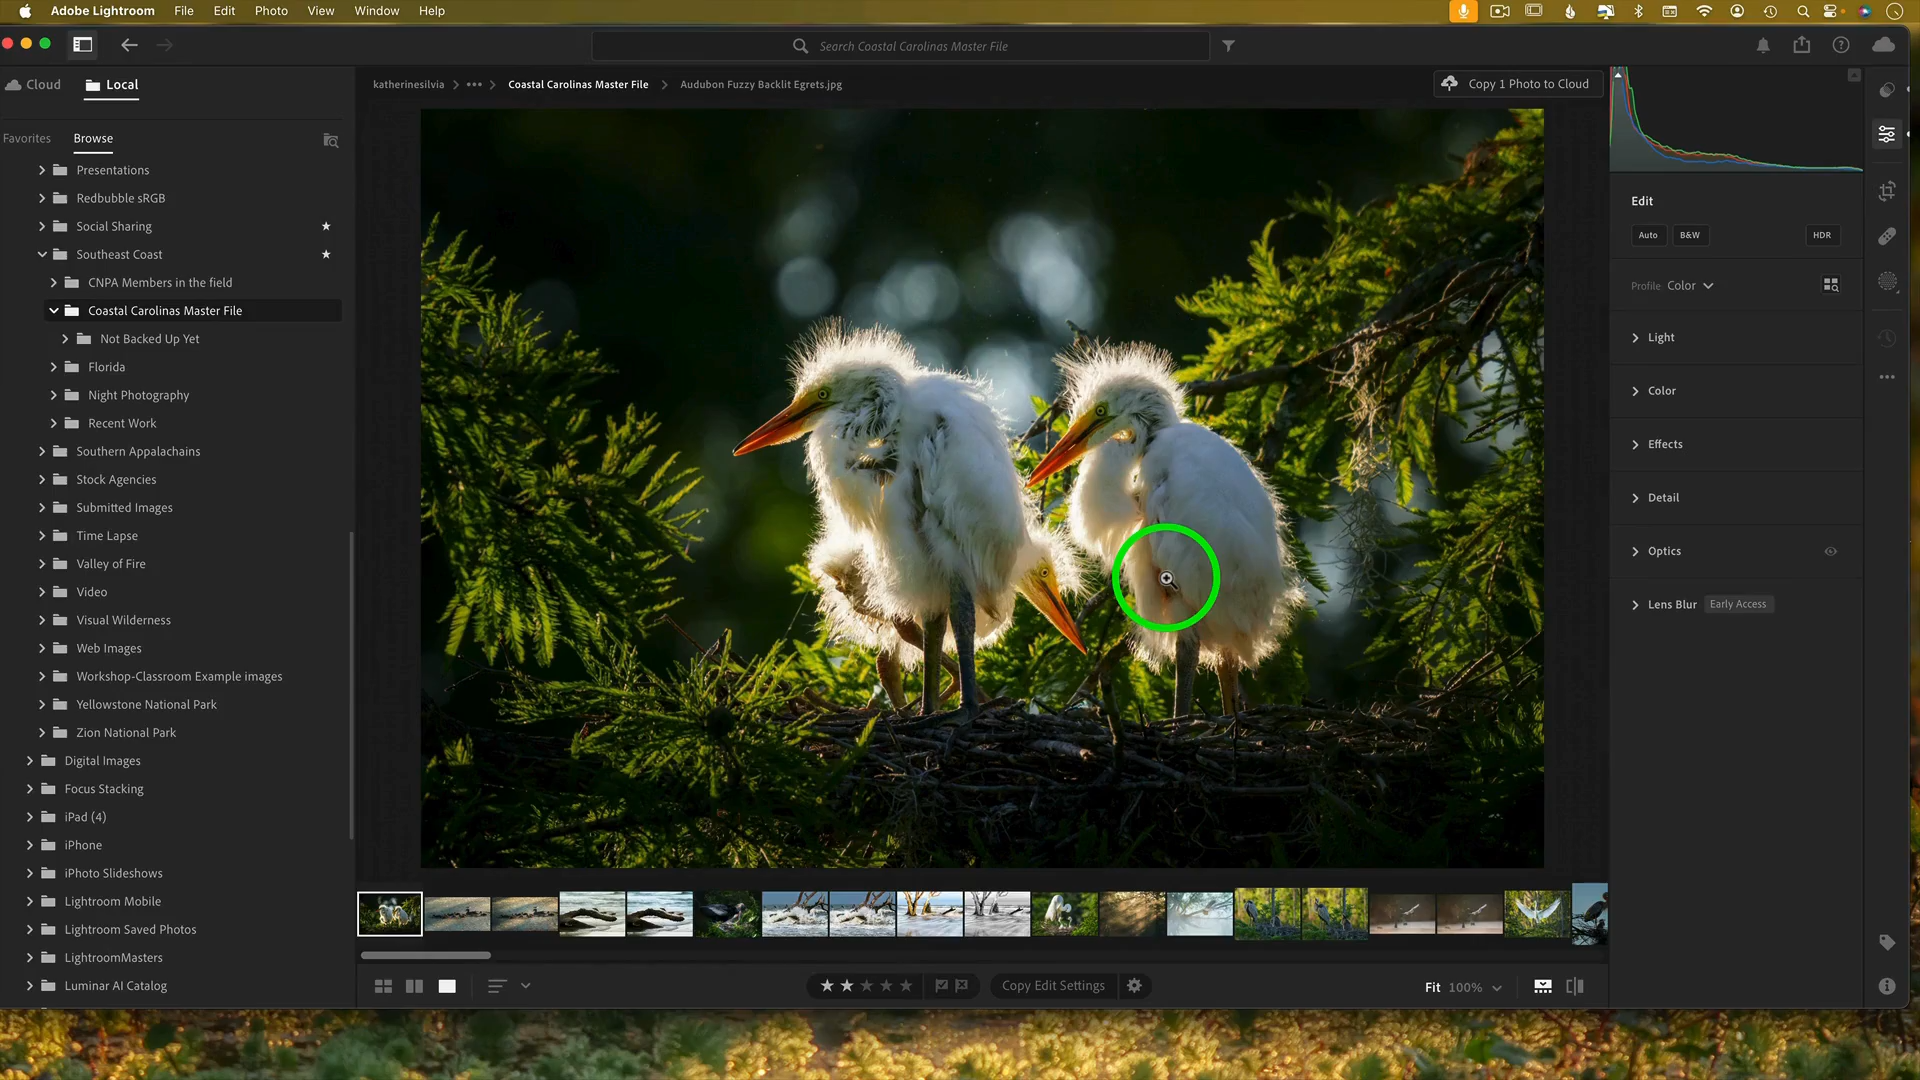 Adobe Lightroom File Edit Photo View Window Help
Search Coastal Carolinas Master File
Cloud Local
katherinesilvia > ••• > Coastal Carolinas Master File > Audubon Fuzzy Backlit Egrets.jpg
Copy 1 Photo to Cloud
Favorites Browse
Presentations
Redbubble sRGB
Social Sharing
Southeast Coast
CNPA Members in the field
Coastal Carolinas Master File
Not Backed Up Yet
Florida
Night Photography
Recent Work
Southern Appalachains
Stock Agencies
Submitted Images
Time Lapse
Valley of Fire
Video
Visual Wilderness
Web Images
Workshop-Classroom Example images
Yellowstone National Park
Zion National Park
Digital Images
Focus Stacking
iPad (4)
iPhone
iPhoto Slideshows
Lightroom Mobile
Lightroom Saved Photos
LightroomMasters
Luminar AI Catalog
Edit
Auto B&W HDR
Profile Color
Light
Color
Effects
Detail
Optics
Lens Blur Early Access
Copy Edit Settings
Fit 100%